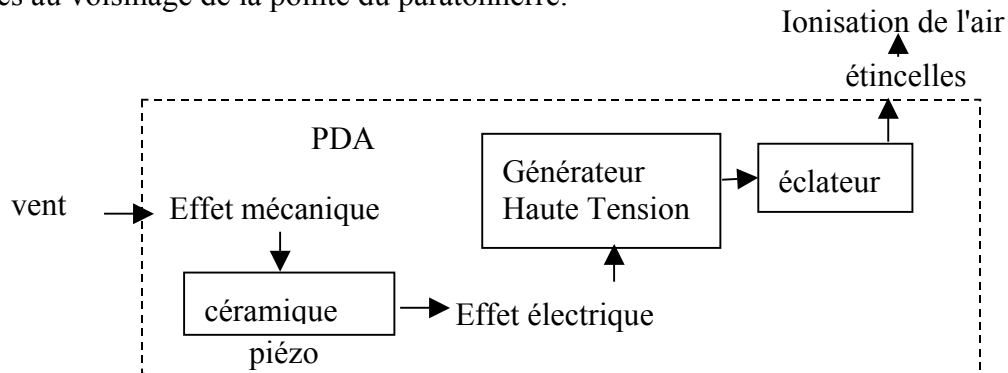 au voisinage de la pointe du paratonnerre.
Ionisation de l'air
étincelles
PDA
Générateur
Haute Tension
éclateur
vent
Effet mécanique
céramique
piézo
Effet électrique